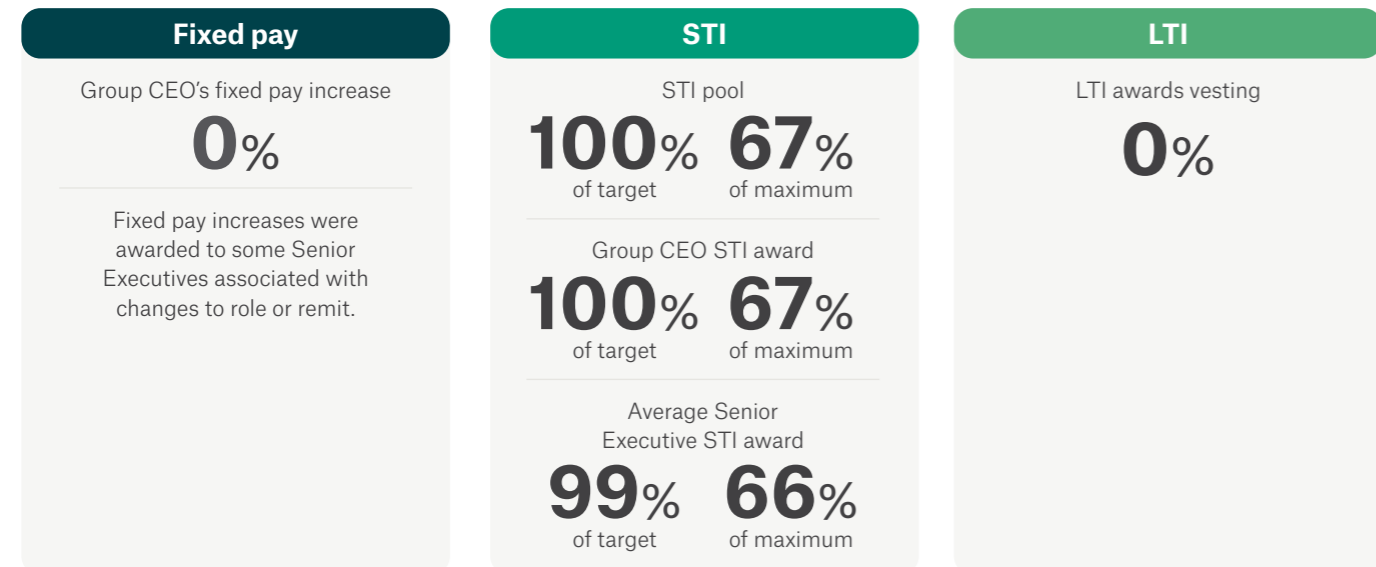 Fixed pay
Group CEO’s fixed pay increase
0%
Fixed pay increases were
awarded to some Senior
Executives associated with
changes to role or remit.
STI
STI pool
100% 67%
of target of maximum
Group CEO STI award
100% 67%
of target of maximum
Average Senior
Executive STI award
99% 66%
of target of maximum
LTI
LTI awards vesting
0%